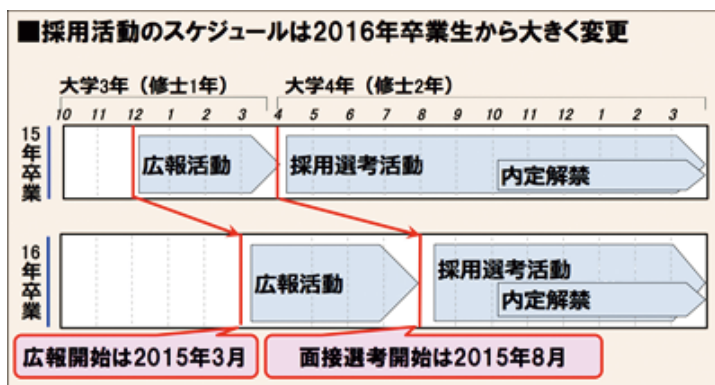 ■採用活動のスケジュールは2016年卒業生から大きく変更
大学3年（修士1年） 大学4年（修士2年）
10 11 12 1 2 3 4 5 6 7 8 9 10 11 12 1 2 3
15年卒業
広報活動
採用選考活動
内定解禁
16年卒業
広報活動
採用選考活動
内定解禁
広報開始は2015年3月
面接選考開始は2015年8月